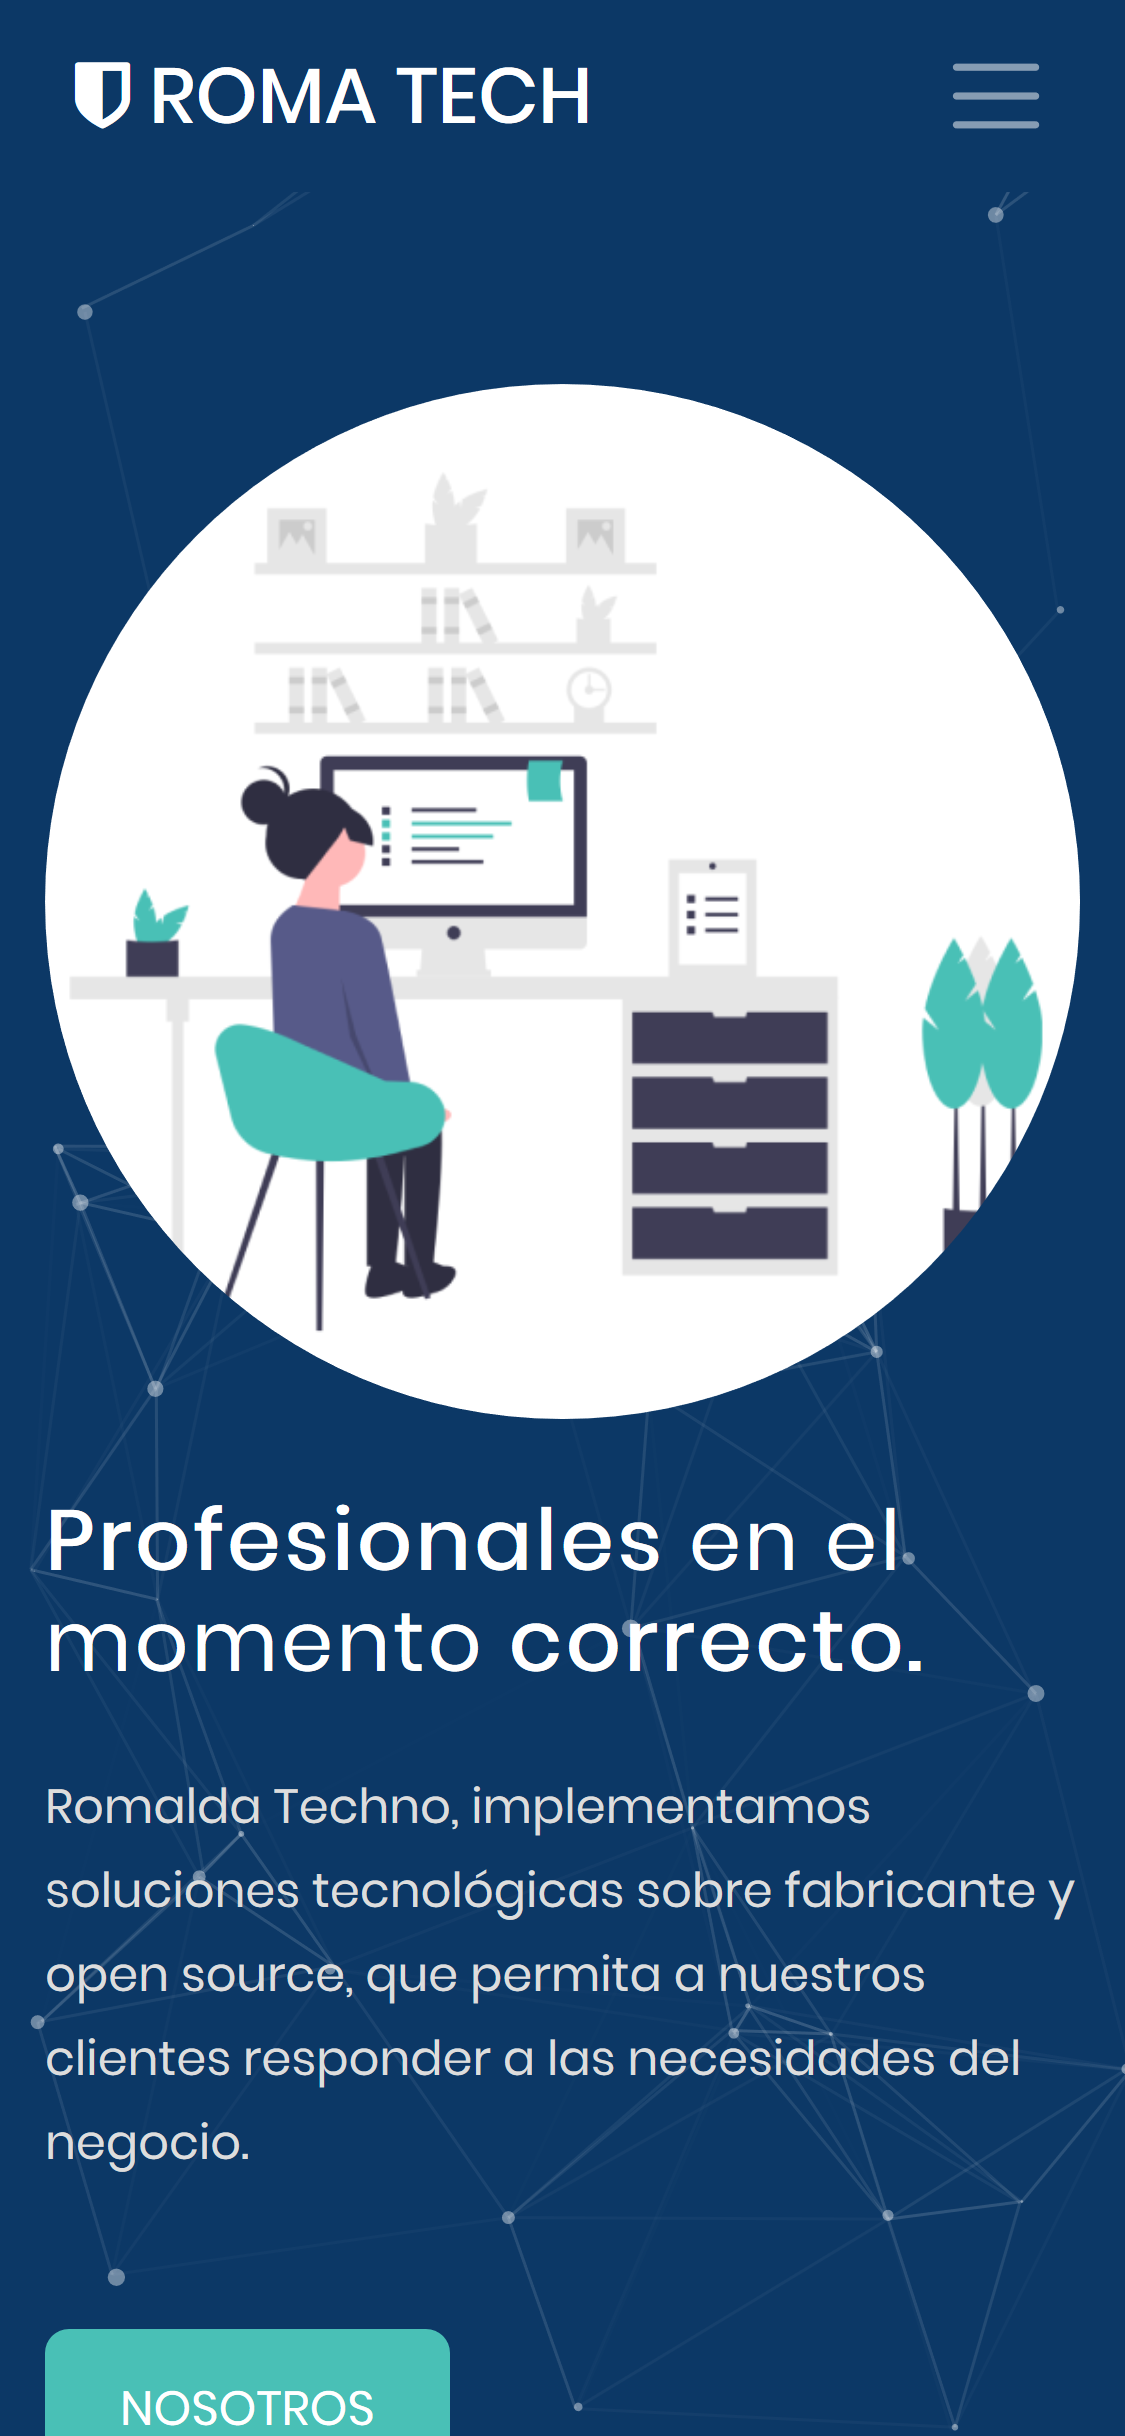 ROMA TECH
Profesionales en el
momento correcto.
Romalda Techno, implementamos
soluciones tecnológicas sobre fabricante y
open source, que permita a nuestros
clientes responder a las necesidades del
negocio.
NOSOTROS